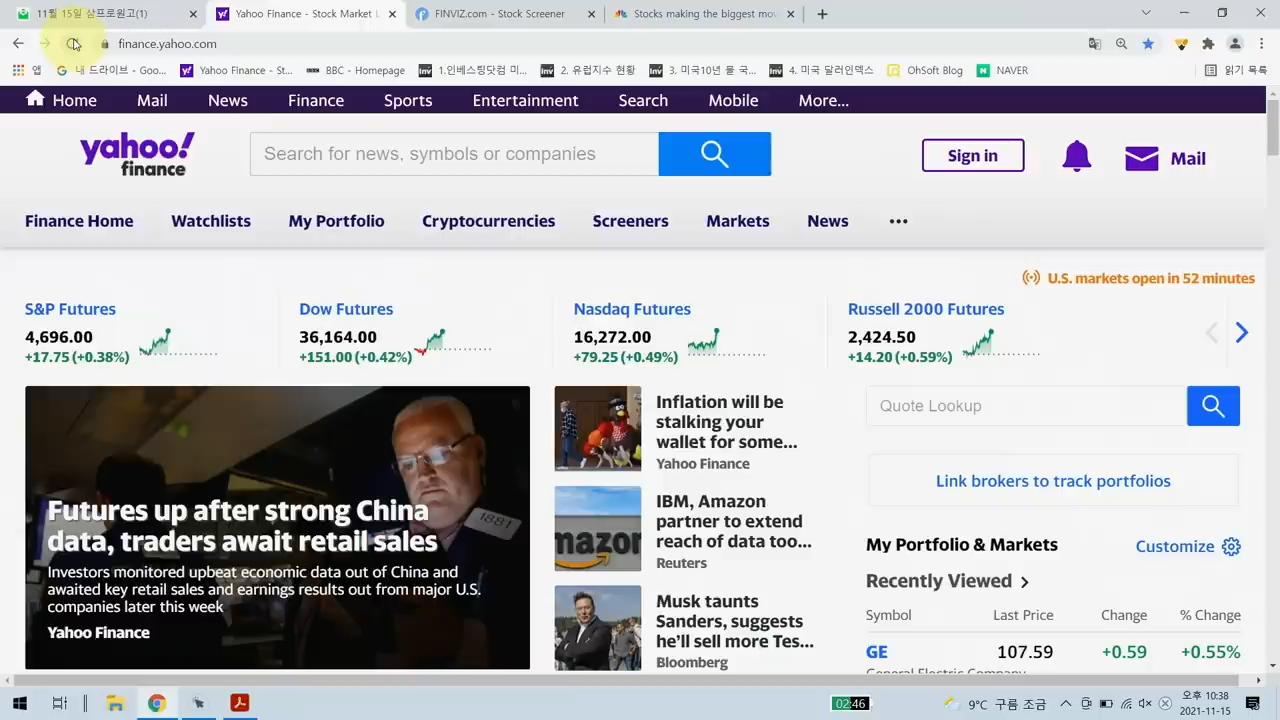 11월 15일 삼프로원고(1)
Yahoo Finance - Stock Market L
FINVIZ.com - Stock Screener
Stocks making the biggest mov
finance.yahoo.com
앱
내 드라이브 - Goo...
Yahoo Finance - St...
BBC - Homepage
1.인베스팅닷컴 미...
2. 유럽지수 현황
3. 미국10년 물 국...
4. 미국 달러인덱스
OhSoft Blog
NAVER
읽기 목록
Home
Mail
News
Finance
Sports
Entertainment
Search
Mobile
More...
yahoo!
finance
Search for news, symbols or companies
Sign in
Mail
Finance Home
Watchlists
My Portfolio
Cryptocurrencies
Screeners
Markets
News
U.S. markets open in 52 minutes
S&P Futures
4,696.00
+17.75 (+0.38%)
Dow Futures
36,164.00
+151.00 (+0.42%)
Nasdaq Futures
16,272.00
+79.25 (+0.49%)
Russell 2000 Futures
2,424.50
+14.20 (+0.59%)
1881
Futures up after strong China
data, traders await retail sales
Investors monitored upbeat economic data out of China and
awaited key retail sales and earnings results out from major U.S.
companies later this week
Yahoo Finance
Inflation will be
stalking your
wallet for some...
Yahoo Finance
mazon
IBM, Amazon
partner to extend
reach of data too...
Reuters
Musk taunts
Sanders, suggests
he'll sell more Tes...
Bloomberg
Quote Lookup
Link brokers to track portfolios
My Portfolio & Markets
Customize
Recently Viewed
Symbol
Last Price
Change
% Change
GE
107.59
+0.59
+0.55%
General Electric Company
02:46
9°C 구름 조금
오후 10:38
2021-11-15